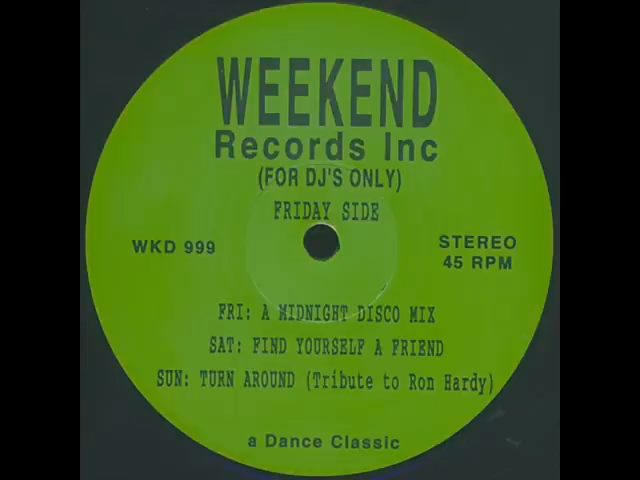 WEEKEND
Records Inc
(FOR DJ'S ONLY)
FRIDAY SIDE
WKD 999
STEREO
45 RPM
FRI: A MIDNIGHT DISCO MIX
SAT: FIND YOURSELF A FRIEND
SUN: TURN AROUND (Tribute to Ron Hardy)
a Dance Classic